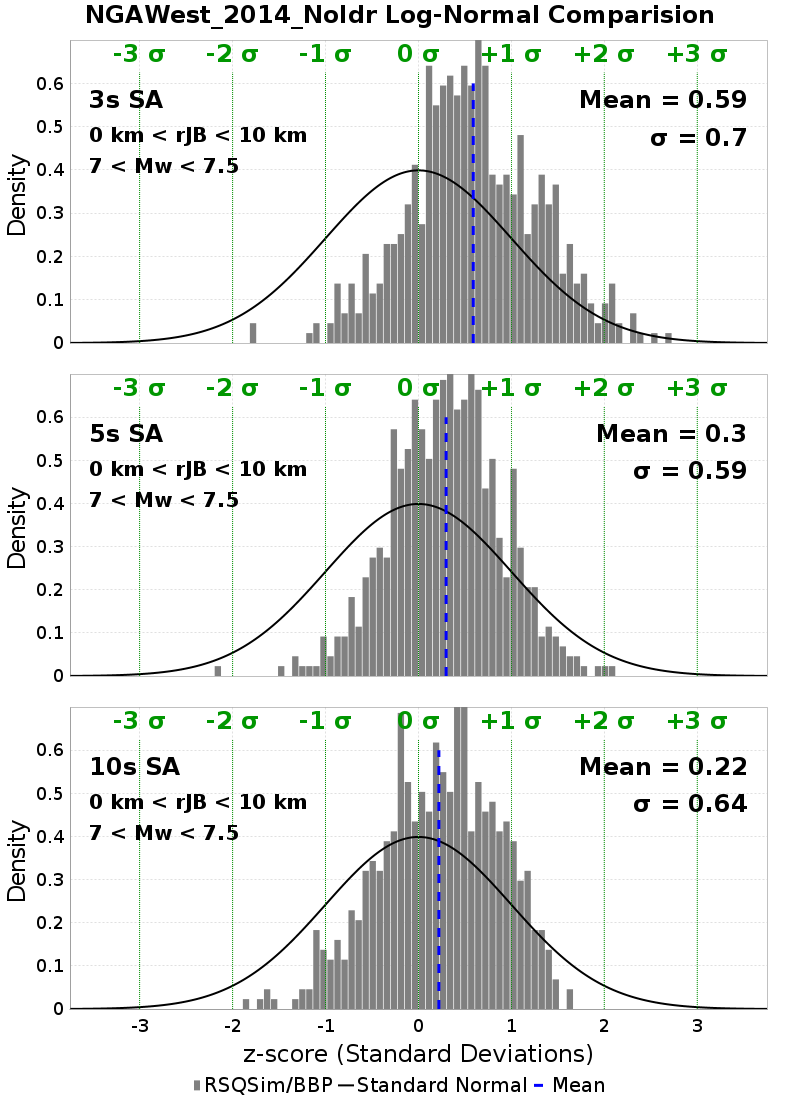 NGAWest_2014_NoIdr Log-Normal Comparision
-3 σ -2 σ -1 σ 0 σ +1 σ +2 σ +3 σ
3s SA
Mean = 0.59
0 km < rJB < 10 km
σ = 0.7
7 < Mw < 7.5
Density
0.6
0.5
0.4
0.3
0.2
0.1
0
-3 σ -2 σ -1 σ 0 σ +1 σ +2 σ +3 σ
5s SA
Mean = 0.3
0 km < rJB < 10 km
σ = 0.59
7 < Mw < 7.5
Density
0.6
0.5
0.4
0.3
0.2
0.1
0
-3 σ -2 σ -1 σ 0 σ +1 σ +2 σ +3 σ
10s SA
Mean = 0.22
0 km < rJB < 10 km
σ = 0.64
7 < Mw < 7.5
Density
0.6
0.5
0.4
0.3
0.2
0.1
0
-3 -2 -1 0 1 2 3
z-score (Standard Deviations)
RSQSim/BBP Standard Normal Mean